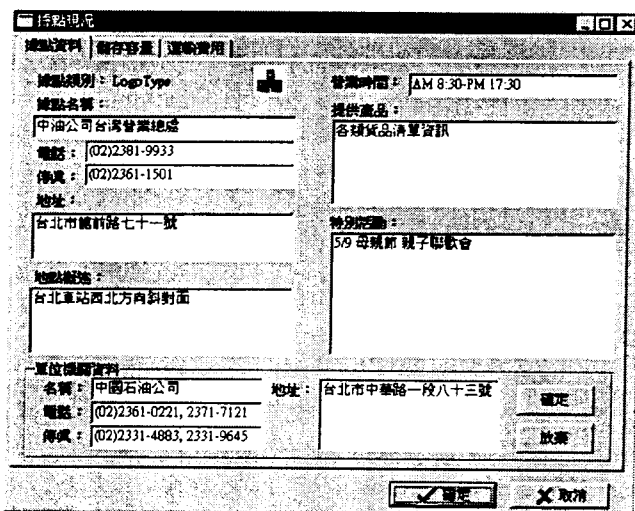 據點現況
據點資料 儲存容量 運輸費用
據點類別： LogoType
據點名稱：
中油公司台灣營業總處
電話： (02)2381-9933
傳真： (02)2361-1501
地址：
台北市館前路七十一號
地點概述：
台北車站西北方向斜對面
營業時間： AM 8:30-PM 17:30
提供產品：
各類貨品清單資訊
特別活動：
5/9 母親節 親子聯歡會
單位機關資料
名稱： 中國石油公司
電話： (02)2361-0221, 2371-7121
傳真： (02)2331-4883, 2331-9645
地址： 台北市中華路一段八十三號
確定
放棄
確定 取消